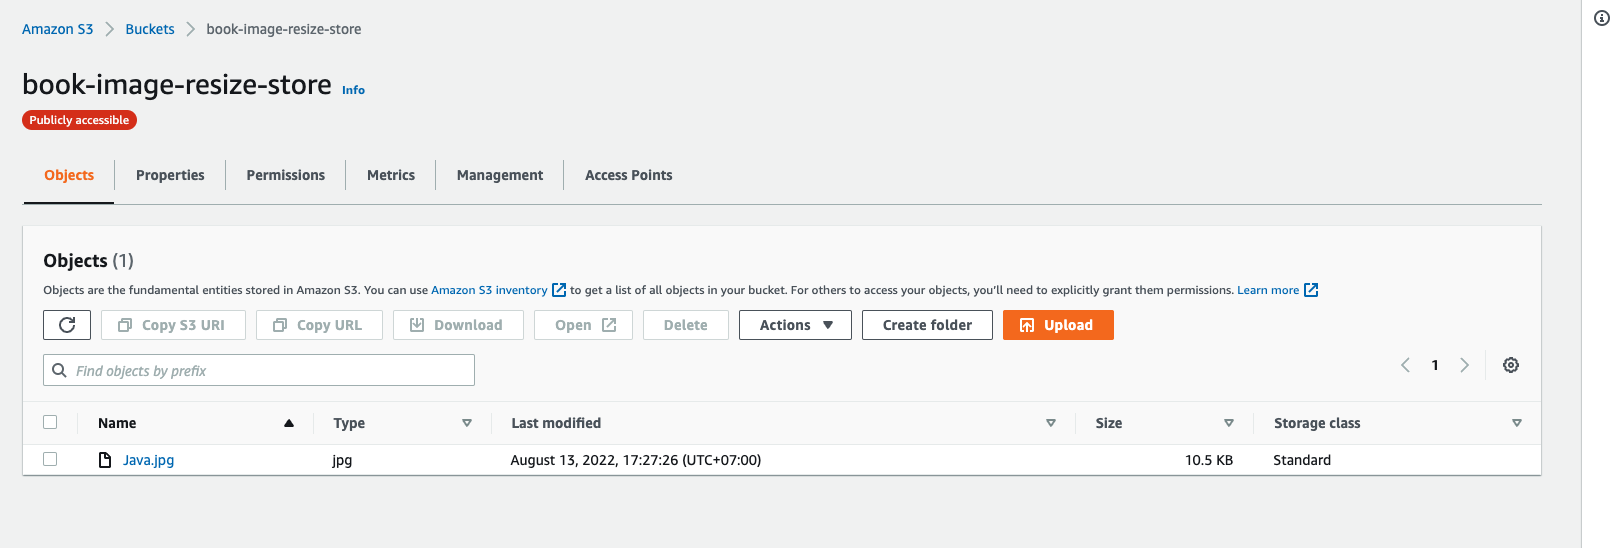 Amazon S3 > Buckets > book-image-resize-store
book-image-resize-store Info
Publicly accessible
Objects Properties Permissions Metrics Management Access Points
Objects (1)
Objects are the fundamental entities stored in Amazon S3. You can use Amazon S3 inventory to get a list of all objects in your bucket. For others to access your objects, you'll need to explicitly grant them permissions. Learn more
Copy S3 URI Copy URL Download Open Delete Actions Create folder Upload
Find objects by prefix 1
Name Type Last modified Size Storage class
Java.jpg jpg August 13, 2022, 17:27:26 (UTC+07:00) 10.5 KB Standard